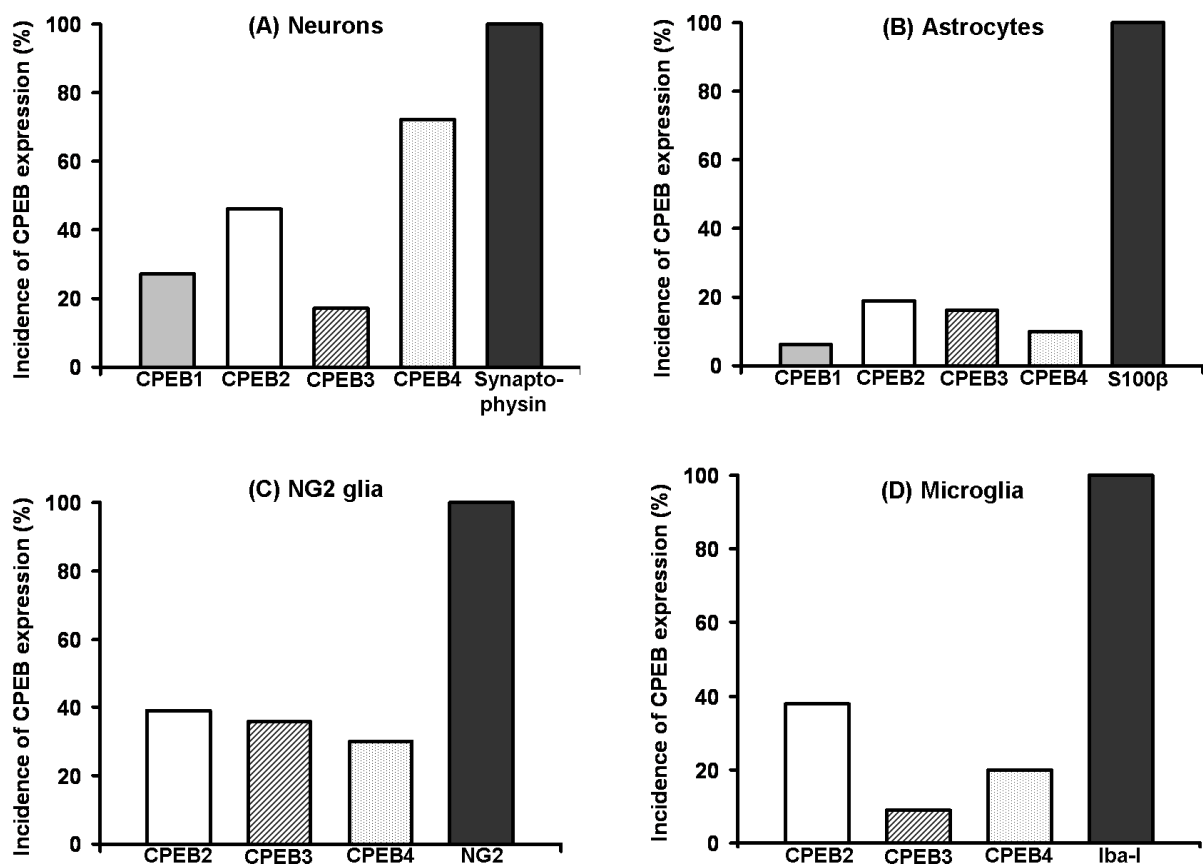 (A) Neurons
Incidence of CPEB expression (%)
100
80
60
40
20
0
CPEB1 CPEB2 CPEB3 CPEB4 Synapto-
physin
(B) Astrocytes
Incidence of CPEB expression (%)
100
80
60
40
20
0
CPEB1 CPEB2 CPEB3 CPEB4 S100β
(C) NG2 glia
Incidence of CPEB expression (%)
100
80
60
40
20
0
CPEB2 CPEB3 CPEB4 NG2
(D) Microglia
Incidence of CPEB expression (%)
100
80
60
40
20
0
CPEB2 CPEB3 CPEB4 Iba-I